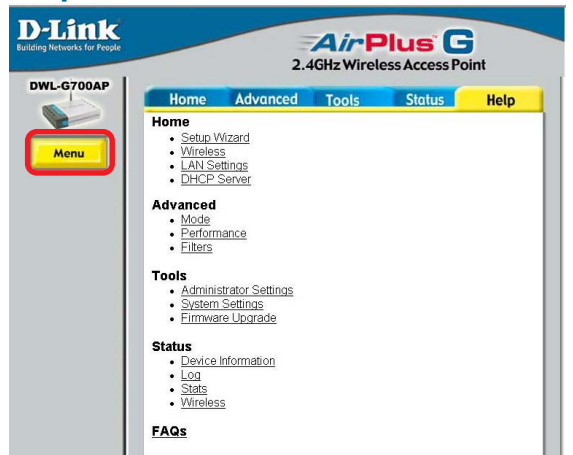 D-Link
Building Networks for People
AirPlus G
2.4GHz Wireless Access Point
DWL-G700AP
Menu
Home Advanced Tools Status Help
Home
• Setup Wizard
• Wireless
• LAN Settings
• DHCP Server
Advanced
• Mode
• Performance
• Filters
Tools
• Administrator Settings
• System Settings
• Firmware Upgrade
Status
• Device Information
• Log
• Stats
• Wireless
FAQs